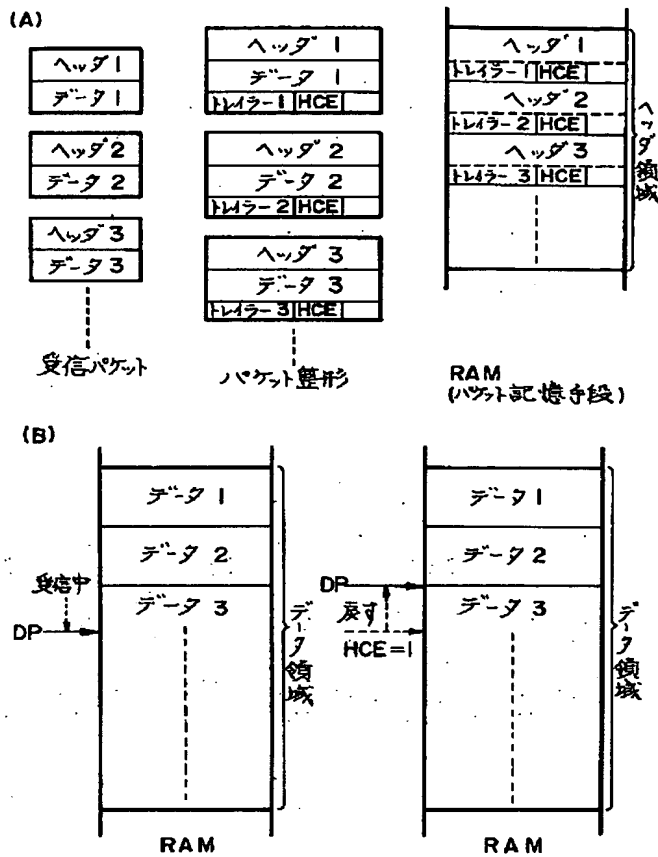 (A)
ヘッダ 1
データ 1
ヘッダ 2
データ 2
ヘッダ 3
データ 3
受信パケット
ヘッダ 1
データ 1
トレイラー 1 HCE
ヘッダ 2
データ 2
トレイラー 2 HCE
ヘッダ 3
データ 3
トレイラー 3 HCE
パケット整形
ヘッダ 1
トレイラー 1 HCE
ヘッダ 2
トレイラー 2 HCE
ヘッダ 3
トレイラー 3 HCE
ヘッダ領域
RAM
(パケット記憶手段)
(B)
データ 1
データ 2
データ 3
受信中
DP
データ領域
RAM
データ 1
データ 2
データ 3
DP
戻す
HCE=1
データ領域
RAM